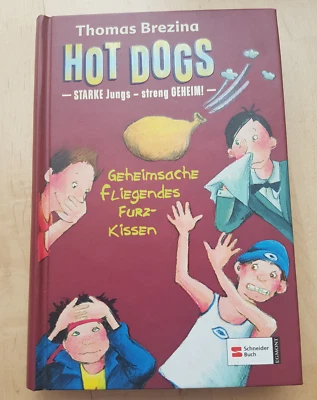 Thomas Brezina
HOT DOGS
STARKE Jungs – streng GEHEIM!
Geheimsache
fliegendes
Furz-
Kissen
Schneider
Buch
EGMONT